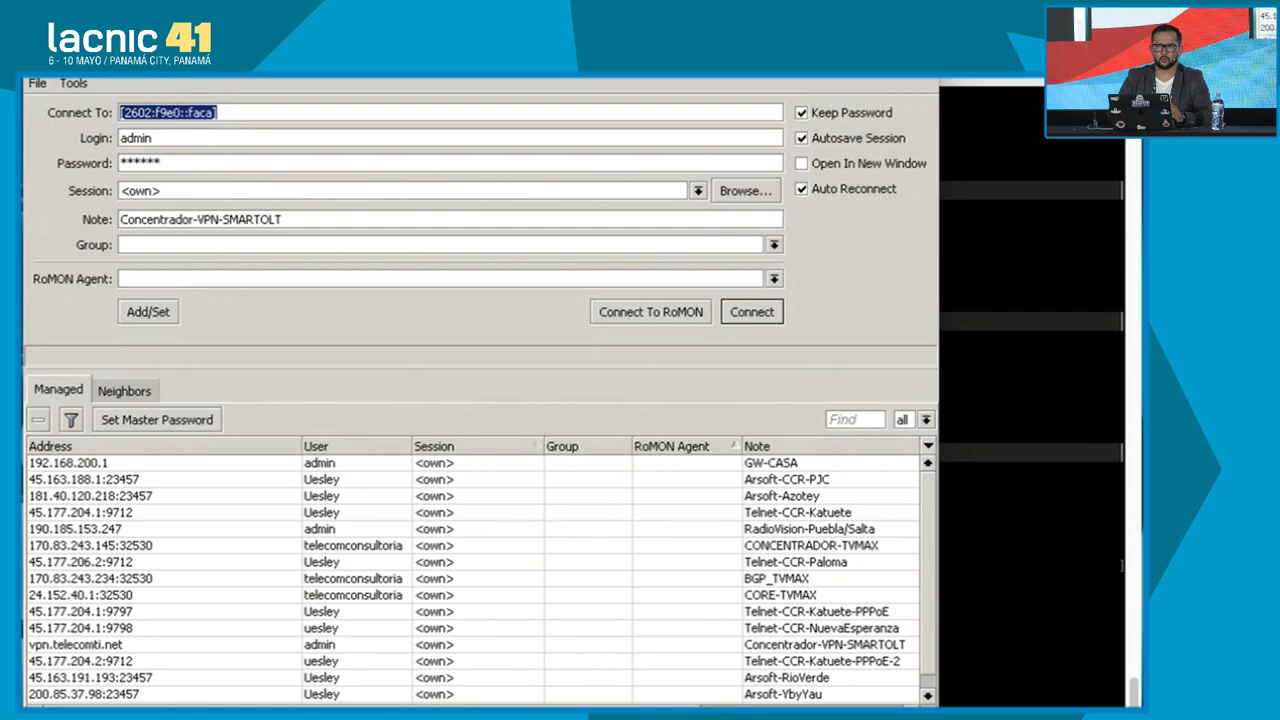 lacnic 41
6 - 10 MAYO / PANAMÁ CITY, PANAMÁ
File Tools
Connect To: [2602:f9e0::faca]
Keep Password
Login: admin
Autosave Session
Password: ******
Open In New Window
Session: <own>
Browse...
Auto Reconnect
Note: Concentrador-VPN-SMARTOLT
Group:
RoMON Agent:
Add/Set Connect To RoMON Connect
Managed Neighbors
Set Master Password Find all
Address User Session Group RoMON Agent Note
192.168.200.1 admin <own> GW-CASA
45.163.188.1:23457 Uesley <own> Arsoft-CCR-PJC
181.40.120.218:23457 Uesley <own> Arsoft-Azotey
45.177.204.1:9712 Uesley <own> Telnet-CCR-Katuete
190.185.153.247 admin <own> RadioVision-Puebla/Salta
170.83.243.145:32530 telecomconsultoria <own> CONCENTRADOR-TVMAX
45.177.206.2:9712 Uesley <own> Telnet-CCR-Paloma
170.83.243.234:32530 telecomconsultoria <own> BGP_TVMAX
24.152.40.1:32530 telecomconsultoria <own> CORE-TVMAX
45.177.204.1:9797 Uesley <own> Telnet-CCR-Katuete-PPPoE
45.177.204.1:9798 uesley <own> Telnet-CCR-NuevaEsperanza
vpn.telecomti.net admin <own> Concentrador-VPN-SMARTOLT
45.177.204.2:9712 uesley <own> Telnet-CCR-Katuete-PPPoE-2
45.163.191.193:23457 Uesley <own> Arsoft-RioVerde
200.85.37.98:23457 Uesley <own> Arsoft-YbyYau